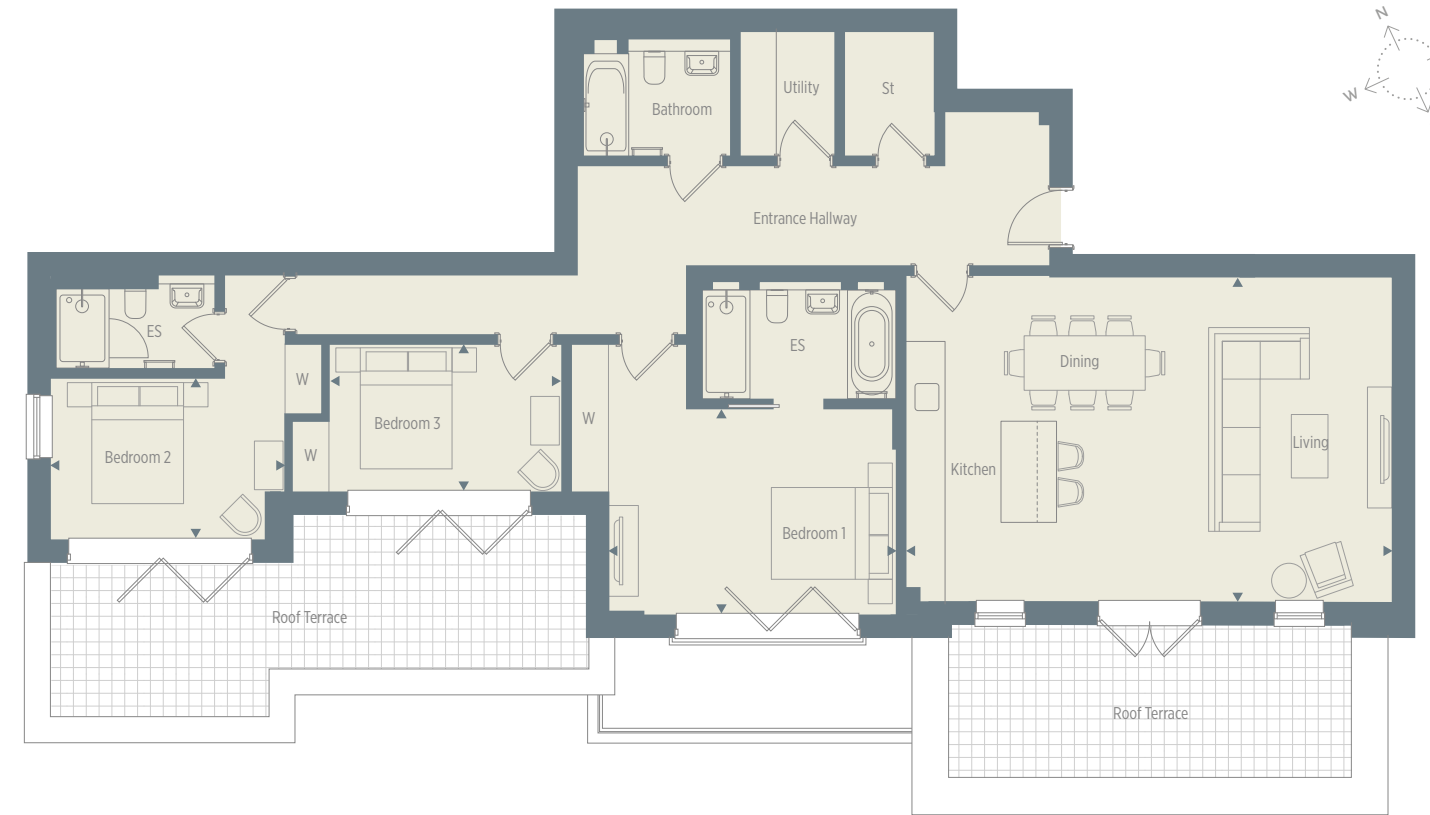 N
W
Bathroom
Utility
St
Entrance Hallway
ES
ES
Dining
W
Bedroom 3
W
W
Bedroom 2
Living
Kitchen
Bedroom 1
Roof Terrace
Roof Terrace